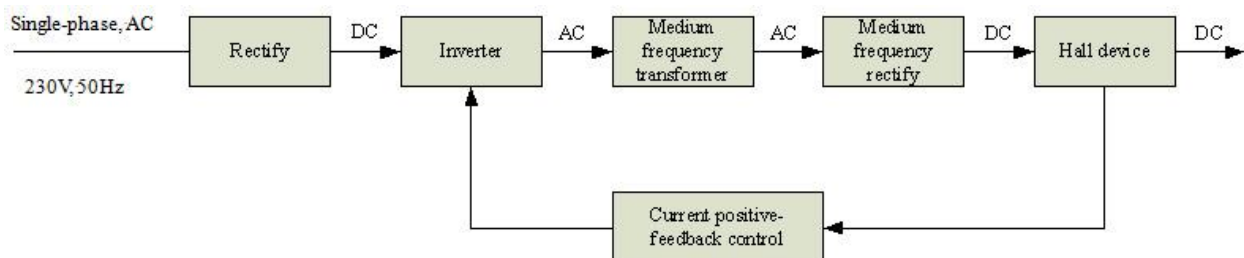 Single-phase, AC
230V,50Hz
Rectify
DC
Inverter
AC
Medium
frequency
transformer
AC
Medium
frequency
rectify
DC
Hall device
DC
Current positive-
feedback control